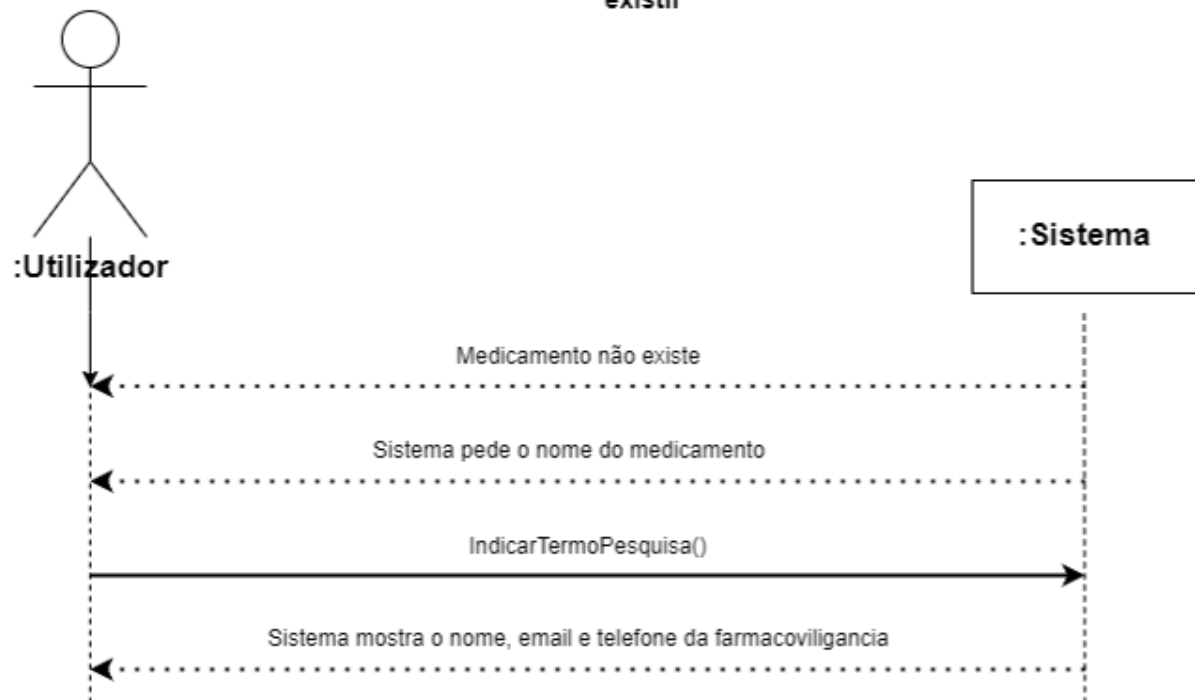 existir
:Utilizador
:Sistema
Medicamento não existe
Sistema pede o nome do medicamento
IndicarTermoPesquisa()
Sistema mostra o nome, email e telefone da farmacoviligancia